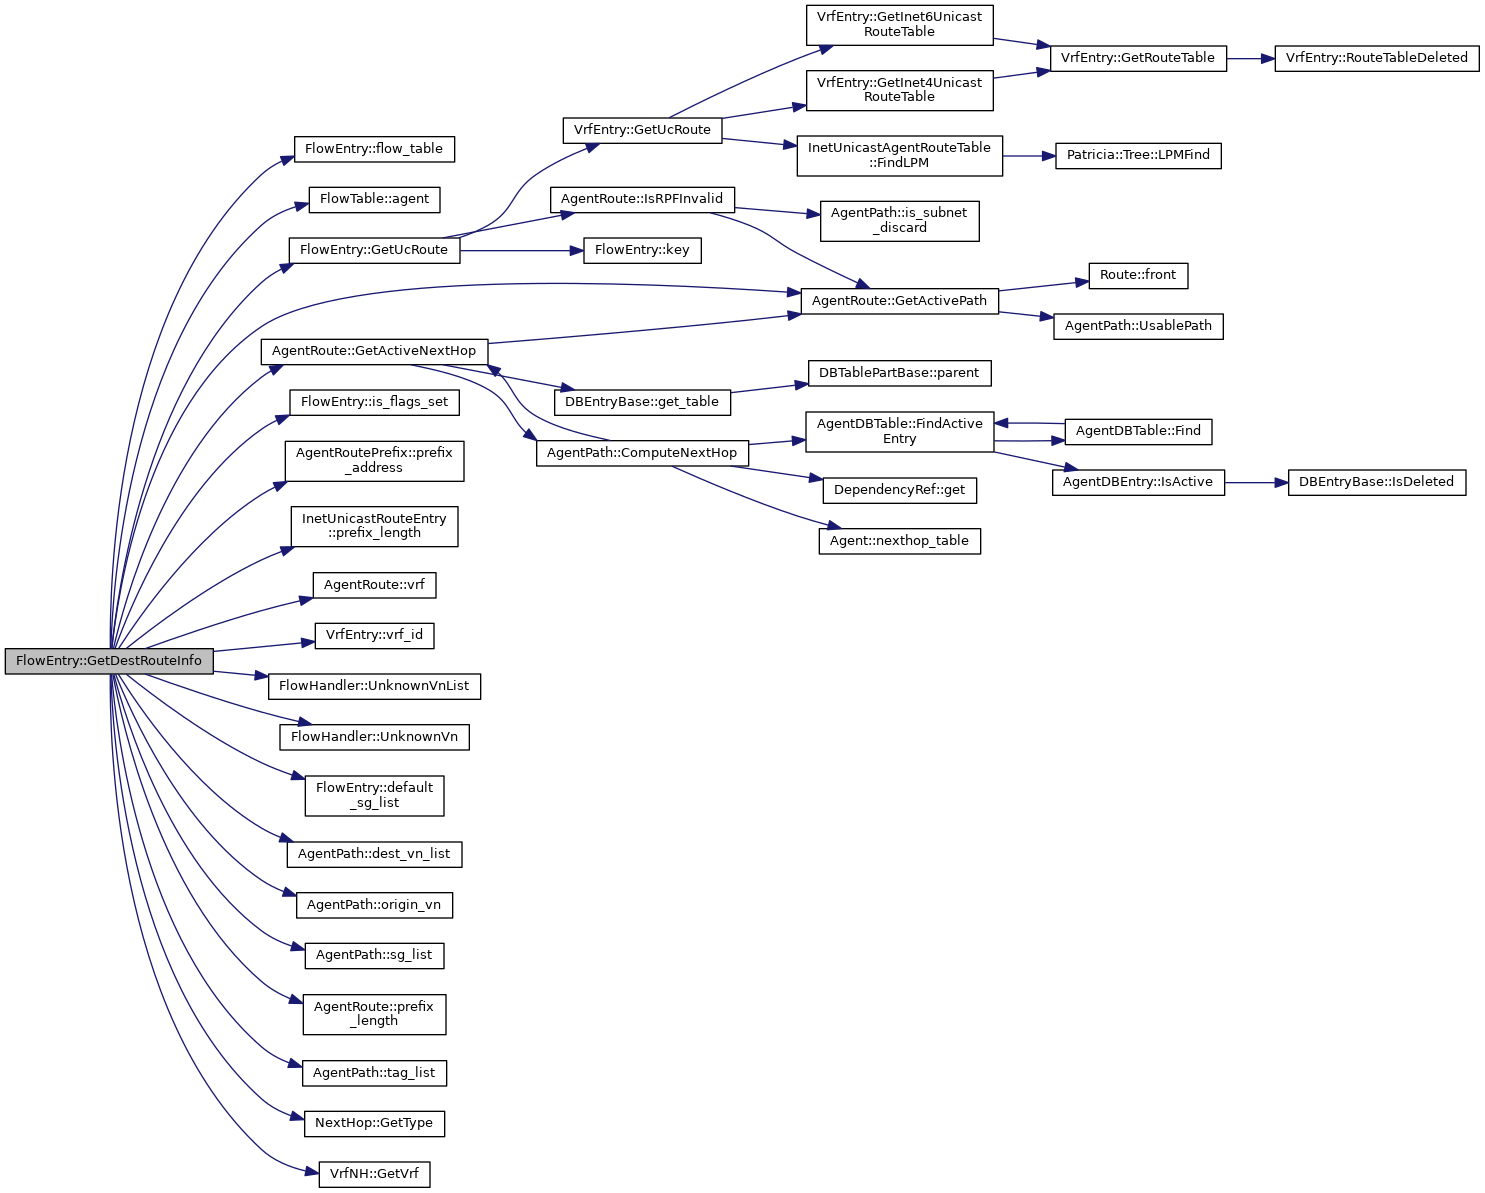 FlowEntry::GetDestRouteInfo
FlowEntry::flow_table
FlowTable::agent
FlowEntry::GetUcRoute
AgentRoute::GetActiveNextHop
FlowEntry::is_flags_set
AgentRoutePrefix::prefix
_address
InetUnicastRouteEntry
::prefix_length
AgentRoute::vrf
VrfEntry::vrf_id
FlowHandler::UnknownVnList
FlowHandler::UnknownVn
FlowEntry::default
_sg_list
AgentPath::dest_vn_list
AgentPath::origin_vn
AgentPath::sg_list
AgentRoute::prefix
_length
AgentPath::tag_list
NextHop::GetType
VrfNH::GetVrf
VrfEntry::GetUcRoute
AgentRoute::IsRPFInvalid
FlowEntry::key
DBEntryBase::get_table
AgentPath::ComputeNextHop
VrfEntry::GetInet6Unicast
RouteTable
VrfEntry::GetInet4Unicast
RouteTable
InetUnicastAgentRouteTable
::FindLPM
AgentPath::is_subnet
_discard
AgentRoute::GetActivePath
DBTablePartBase::parent
AgentDBTable::FindActive
Entry
DependencyRef::get
Agent::nexthop_table
VrfEntry::GetRouteTable
Patricia::Tree::LPMFind
Route::front
AgentPath::UsablePath
AgentDBTable::Find
AgentDBEntry::IsActive
VrfEntry::RouteTableDeleted
DBEntryBase::IsDeleted